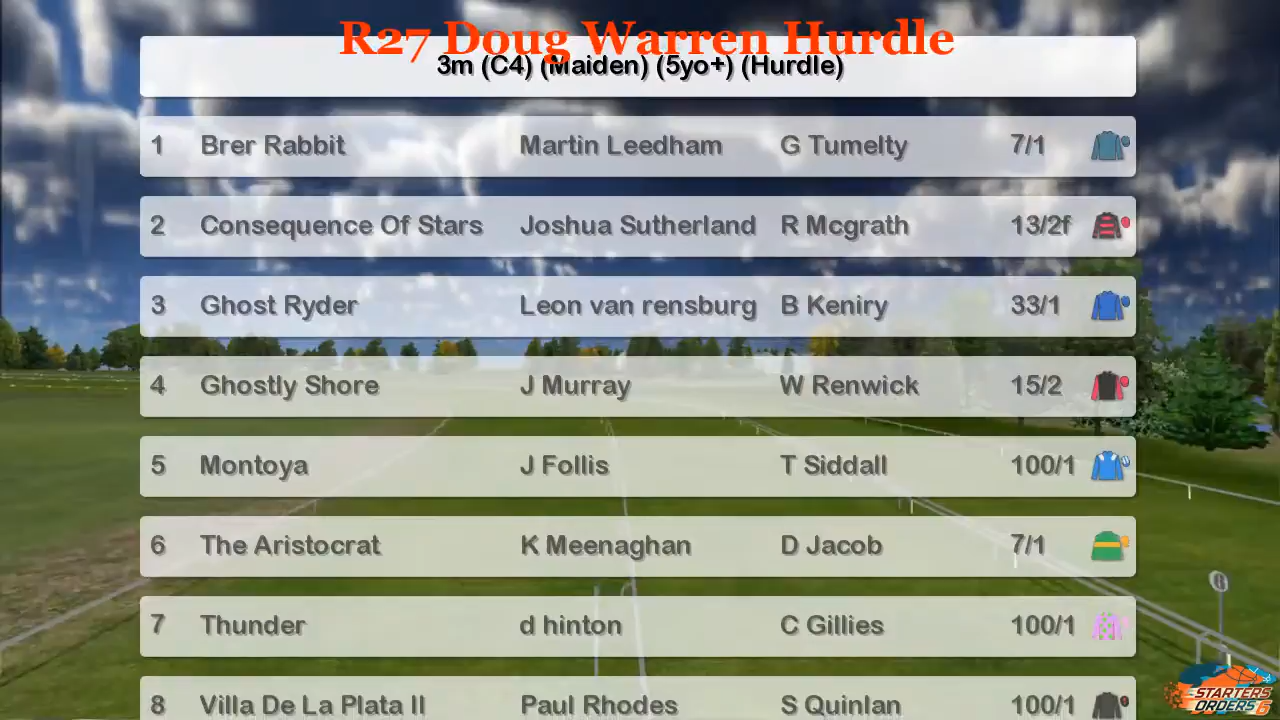 R27 Doug Warren Hurdle
3m (C4) (Maiden) (5yo+) (Hurdle)
1 Brer Rabbit Martin Leedham G Tumelty 7/1
2 Consequence Of Stars Joshua Sutherland R Mcgrath 13/2f
3 Ghost Ryder Leon van rensburg B Keniry 33/1
4 Ghostly Shore J Murray W Renwick 15/2
5 Montoya J Follis T Siddall 100/1
6 The Aristocrat K Meenaghan D Jacob 7/1
7 Thunder d hinton C Gillies 100/1
8 Villa De La Plata II Paul Rhodes S Quinlan 100/1
STARTERS
ORDERS 6